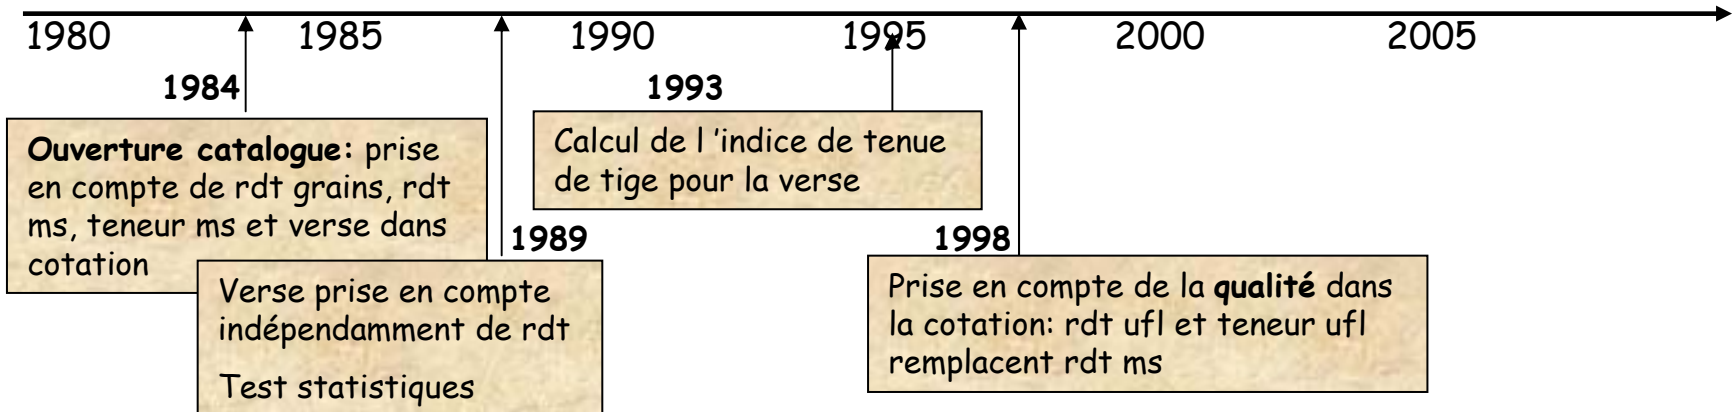 1980 1985 1990 1995 2000 2005
1984
1993
Ouverture catalogue: prise
en compte de rdt grains, rdt
ms, teneur ms et verse dans
cotation
Calcul de l 'indice de tenue
de tige pour la verse
1989
1998
Verse prise en compte
indépendamment de rdt
Test statistiques
Prise en compte de la qualité dans
la cotation: rdt ufl et teneur ufl
remplacent rdt ms